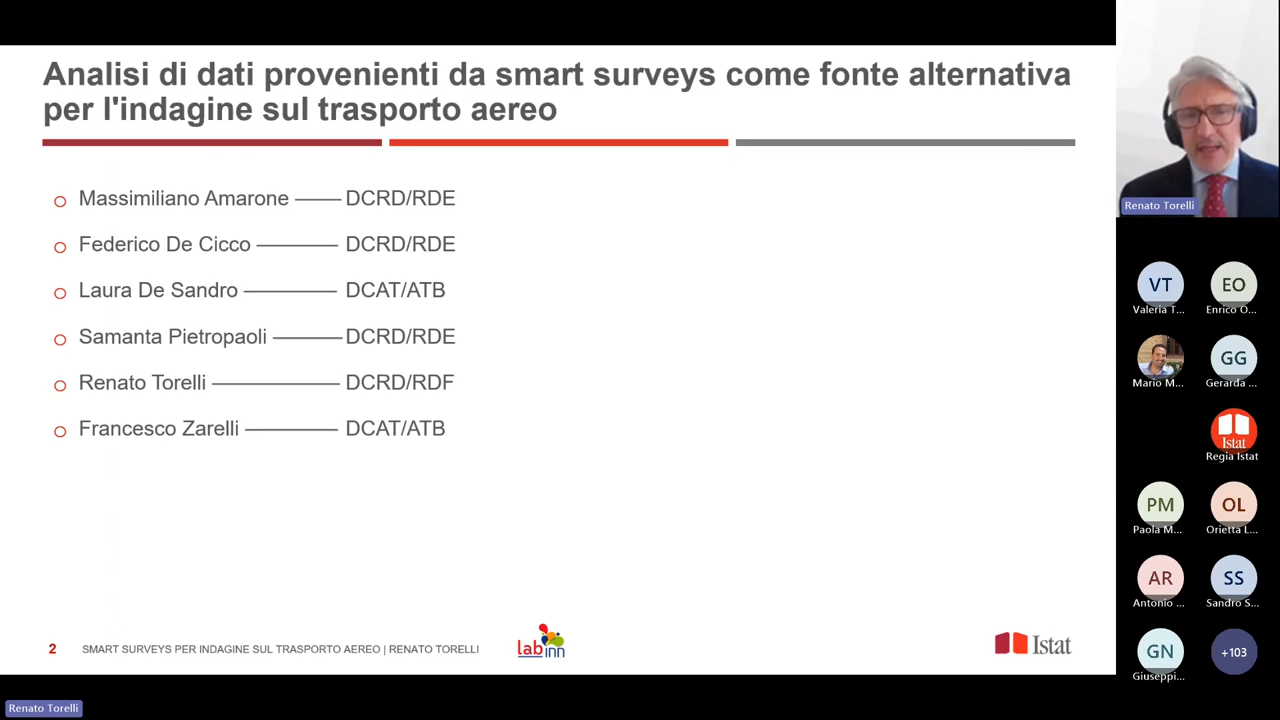 Analisi di dati provenienti da smart surveys come fonte alternativa
per l'indagine sul trasporto aereo
Massimiliano Amarone DCRD/RDE
Federico De Cicco DCRD/RDE
Laura De Sandro DCAT/ATB
Samanta Pietropaoli DCRD/RDE
Renato Torelli DCRD/RDF
Francesco Zarelli DCAT/ATB
2 SMART SURVEYS PER INDAGINE SUL TRASPORTO AEREO | RENATO TORELLI
lab inn
Istat
Renato Torelli
VT EO
Valeria T... Enrico O...
GG
Mario M... Gerarda ...
Istat
Regia Istat
PM OL
Paola M... Orietta L...
AR SS
Antonio ... Sandro S...
GN +103
Giuseppi...
Renato Torelli